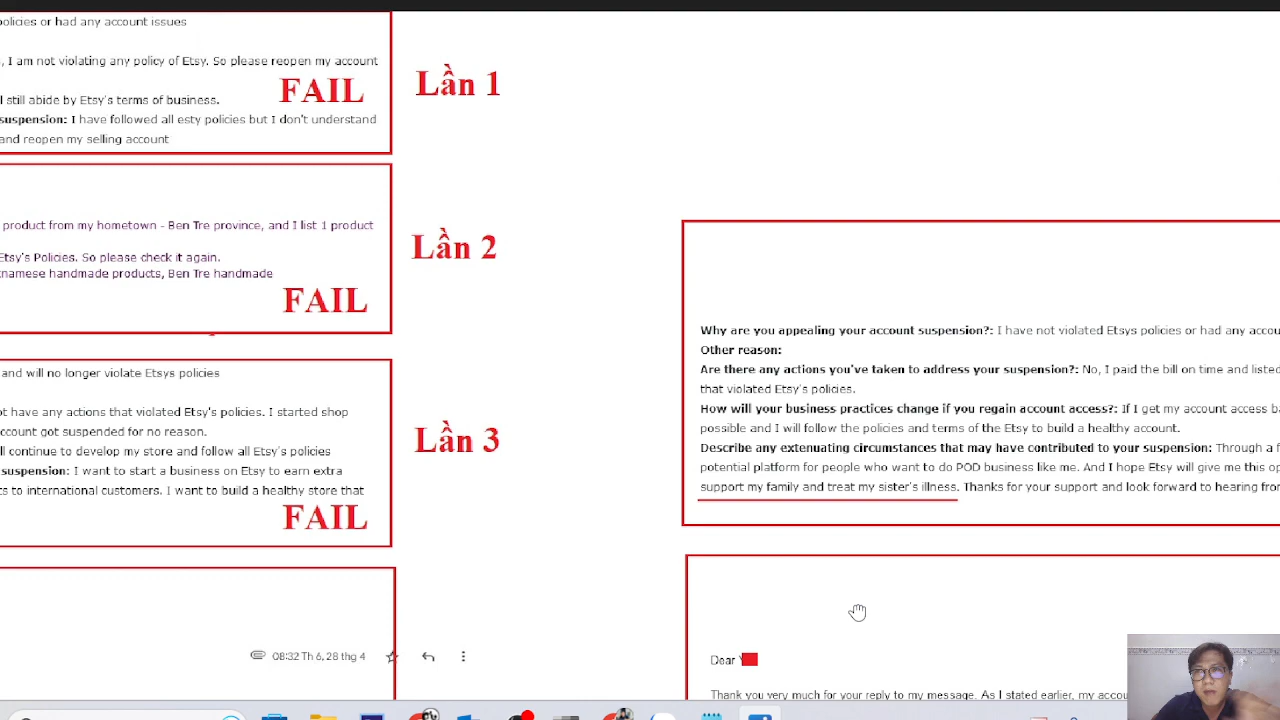 policies or had any account issues
, I am not violating any policy of Etsy. So please reopen my account
FAIL
Lần 1
I still abide by Etsy's terms of business.
suspension: I have followed all esty policies but I don't understand
and reopen my selling account
product from my hometown - Ben Tre province, and I list 1 product
Lần 2
Etsy's Policies. So please check it again.
tnamese handmade products, Ben Tre handmade
FAIL
and will no longer violate Etsys policies
ot have any actions that violated Etsy's policies. I started shop
account got suspended for no reason.
Lần 3
ll continue to develop my store and follow all Etsy's policies
suspension: I want to start a business on Etsy to earn extra
ts to international customers. I want to build a healthy store that
FAIL
08:32 Th 6, 28 thg 4
Why are you appealing your account suspension?: I have not violated Etsys policies or had any accou
Other reason:
Are there any actions you've taken to address your suspension?: No, I paid the bill on time and listed
that violated Etsy's policies.
How will your business practices change if you regain account access?: If I get my account access ba
possible and I will follow the policies and terms of the Etsy to build a healthy account.
Describe any extenuating circumstances that may have contributed to your suspension: Through a f
potential platform for people who want to do POD business like me. And I hope Etsy will give me this op
support my family and treat my sister's illness. Thanks for your support and look forward to hearing from
Dear
Thank you very much for your reply to my message. As I stated earlier, my accou